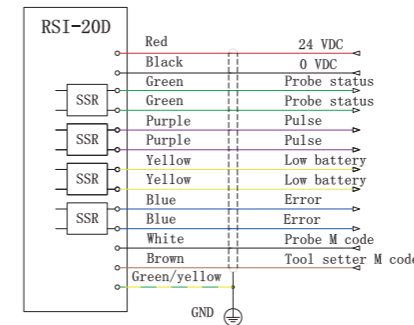 RSI-20D
Red 24 VDC
Black 0 VDC
Green Probe status
SSR
Green Probe status
Purple Pulse
SSR
Purple Pulse
Yellow Low battery
SSR
Yellow Low battery
Blue Error
SSR
Blue Error
White Probe M code
Brown Tool setter M code
Green/yellow
GND